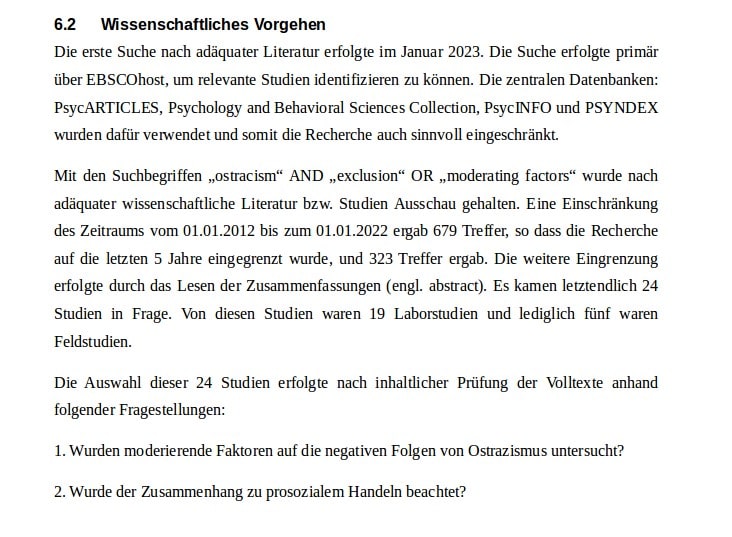 6.2 Wissenschaftliches Vorgehen
Die erste Suche nach adäquater Literatur erfolgte im Januar 2023. Die Suche erfolgte primär
über EBSCOhost, um relevante Studien identifizieren zu können. Die zentralen Datenbanken:
PsycARTICLES, Psychology and Behavioral Sciences Collection, PsycINFO und PSYNDEX
wurden dafür verwendet und somit die Recherche auch sinnvoll eingeschränkt.
Mit den Suchbegriffen „ostracism“ AND „exclusion“ OR „moderating factors“ wurde nach
adäquater wissenschaftliche Literatur bzw. Studien Ausschau gehalten. Eine Einschränkung
des Zeitraums vom 01.01.2012 bis zum 01.01.2022 ergab 679 Treffer, so dass die Recherche
auf die letzten 5 Jahre eingegrenzt wurde, und 323 Treffer ergab. Die weitere Eingrenzung
erfolgte durch das Lesen der Zusammenfassungen (engl. abstract). Es kamen letztendlich 24
Studien in Frage. Von diesen Studien waren 19 Laborstudien und lediglich fünf waren
Feldstudien.
Die Auswahl dieser 24 Studien erfolgte nach inhaltlicher Prüfung der Volltexte anhand
folgender Fragestellungen:
1. Wurden moderierende Faktoren auf die negativen Folgen von Ostrazismus untersucht?
2. Wurde der Zusammenhang zu prosozialem Handeln beachtet?